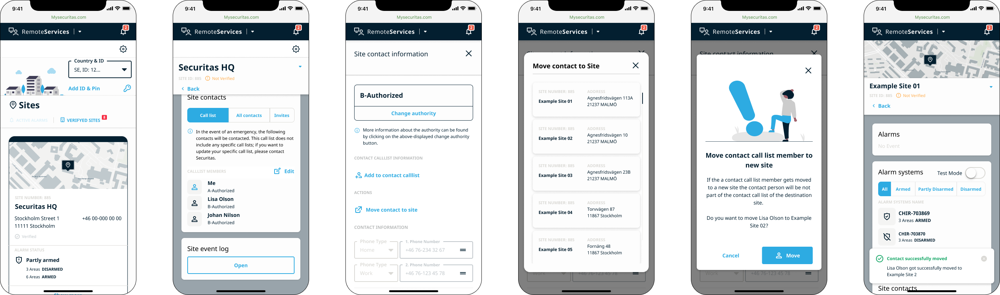 9:41
Mysecuritas.com
RemoteServices
2
Country & ID
SE, ID: 12...
Add ID & Pin
Sites
ACTIVE ALARMS
VERIFYED SITES
8
SITE NUMBER: 885
Securitas HQ
Stockholm Street 1
+46 00-000 00 00
11111 Stockholm
Verified
ALARM STATUS
Partly armed
3 Areas DISARMED
6 Areas ARMED
9:41
Mysecuritas.com
RemoteServices
2
Securitas HQ
SITE ID: 885
Not Verified
Back
Site contacts
Call list
All contacts
Invites
In the event of an emergency, the following
contacts will be contacted. This call list does not
include any specific call lists; if you want to
update your specific call list, please contact
Securitas.
CALLLIST MEMBERS
Edit
Me
A-Authorized
Lisa Olson
B-Authorized
Johan Nilson
B-Authorized
Site event log
Open
9:41
Mysecuritas.com
RemoteServices
2
Site contact information
B-Authorized
Change authority
More information about the authority can be found
by clicking on the above-displayed change authority
button.
CONTACT CALLLIST INFORMATION
Add to contact calllist
ACTIONS
Move contact to site
CONTACT INFORMATION
Phone Type
Home
1. Phone Number
+46 76-234 32 67
Phone Type
Work
2. Phone Number
+46 76-123 45 78
9:41
Mysecuritas.com
RemoteServices
2
Move contact to Site
SITE NUMBER: 885
ADDRESS
Example Site 01
Agnesfridsvägen 113A
21237 MALMÖ
SITE NUMBER: 885
ADDRESS
Example Site 02
Agnesfridsvägen 10
21237 MALMÖ
SITE NUMBER: 885
ADDRESS
Example Site 03
Agnesfridsvägen 23B
21237 MALMÖ
SITE NUMBER: 885
ADDRESS
Example Site 04
Torvvägen 87
11867 Stockholm
SITE NUMBER: 885
ADDRESS
Example Site 05
Fornäng 48
11867 Stockholm
Work
+46 76-123 45 78
9:41
Mysecuritas.com
RemoteServices
2
Site contact information
Move contact call list member to
new site
If the a contact call list member gets moved
to a new site the contact person will be not
part of the contact call list of the destination
site.
Do you want to move Lisa Olson to Example
Site 02?
Cancel
Move
Work
+46 76-123 45 78
9:41
Mysecuritas.com
RemoteServices
2
Example Site 01
SITE ID: 885
Not Verified
Back
Alarms
No Event
Alarm systems
Test Mode
All
Armed
Partly Disarmed
Disarmed
ALARM SYSTEMS NAME
CHIR-703869
3 Areas ARMED
CHIR-703870
3 Areas DISARMED
Contact successfully moved
Lisa Olson got successfully moved to
Example Site 2
Site contacts